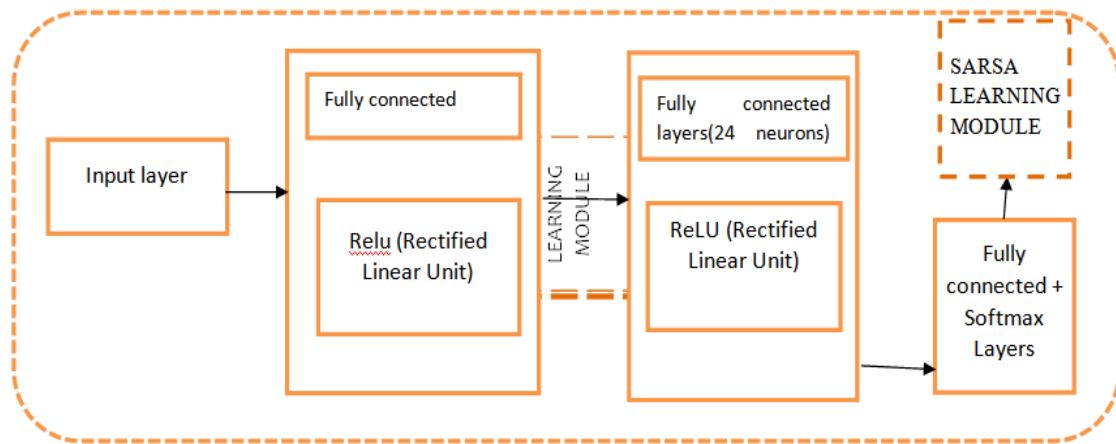 Input layer
Fully connected
Relu (Rectified
Linear Unit)
LEARNING
MODULE
Fully connected
layers(24 neurons)
ReLU (Rectified
Linear Unit)
SARSA
LEARNING
MODULE
Fully
connected +
Softmax
Layers